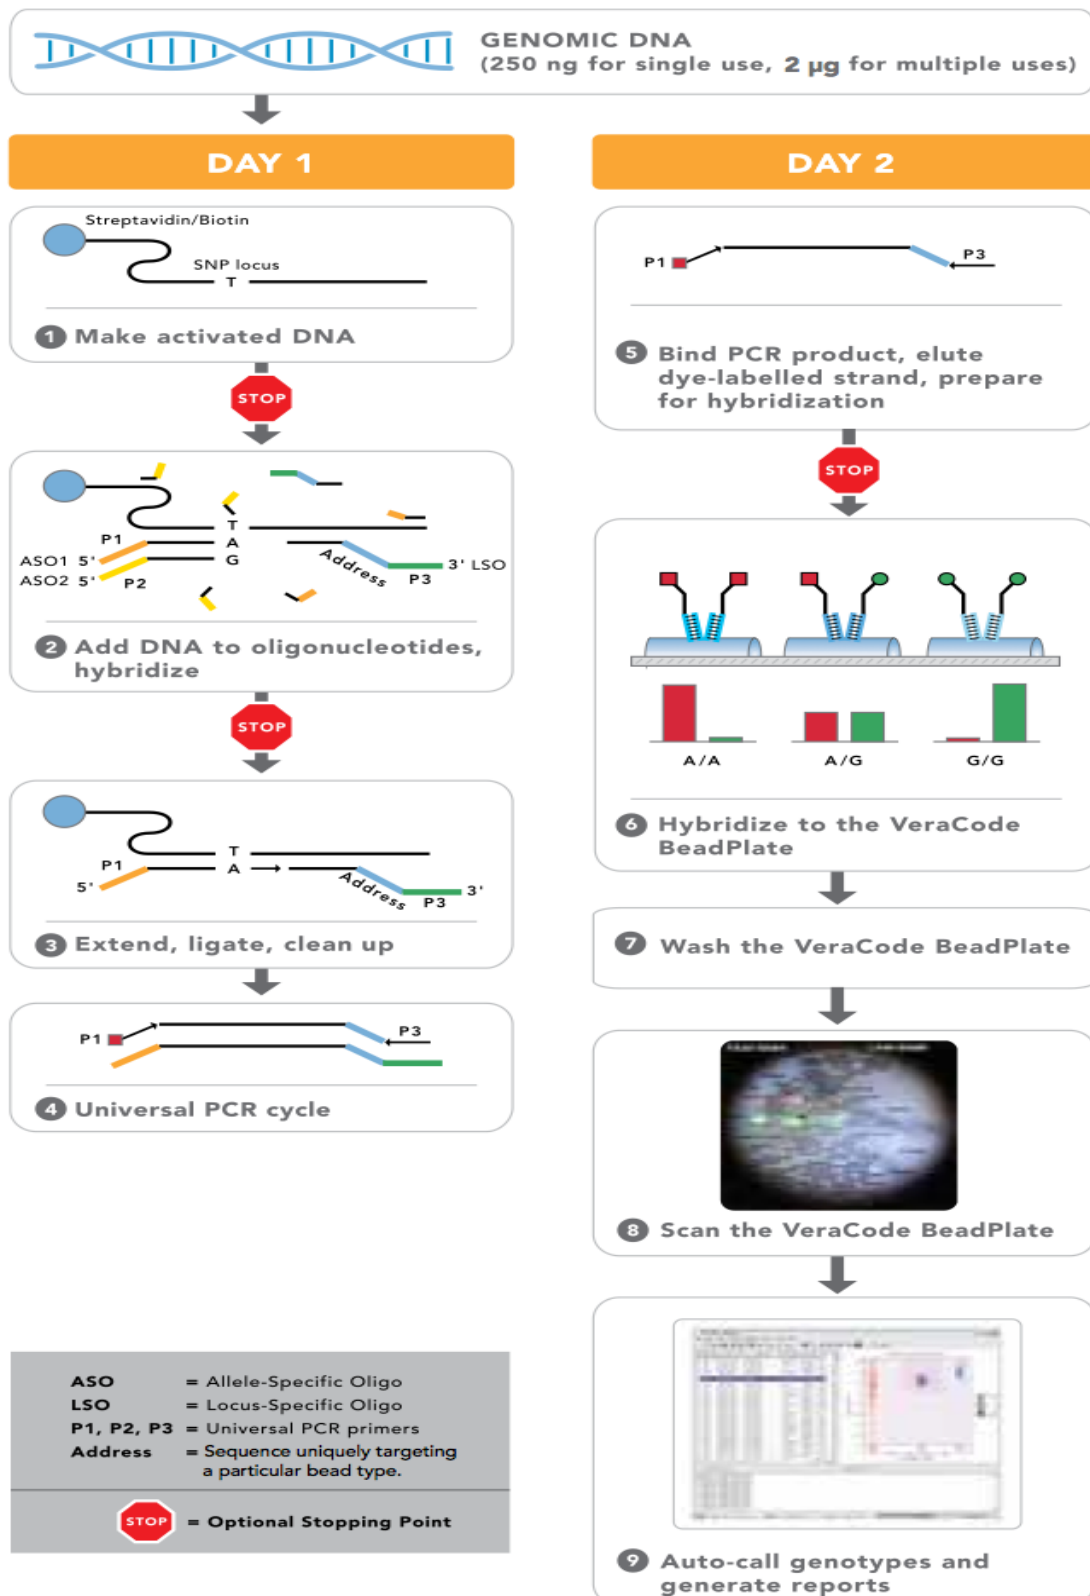 GENOMIC DNA
(250 ng for single use, 2 µg for multiple uses)
DAY 1
Streptavidin/Biotin
SNP locus
T
1 Make activated DNA
STOP
P1
T
A
G
ASO1 5'
ASO2 5'
P2
Address
P3
3' LSO
2 Add DNA to oligonucleotides,
hybridize
STOP
P1
5'
T
A
Address
P3
3'
3 Extend, ligate, clean up
P1
P3
4 Universal PCR cycle
ASO = Allele-Specific Oligo
LSO = Locus-Specific Oligo
P1, P2, P3 = Universal PCR primers
Address = Sequence uniquely targeting
a particular bead type.
STOP = Optional Stopping Point
DAY 2
P1
P3
5 Bind PCR product, elute
dye-labelled strand, prepare
for hybridization
STOP
A/A A/G G/G
6 Hybridize to the VeraCode
BeadPlate
7 Wash the VeraCode BeadPlate
8 Scan the VeraCode BeadPlate
9 Auto-call genotypes and
generate reports